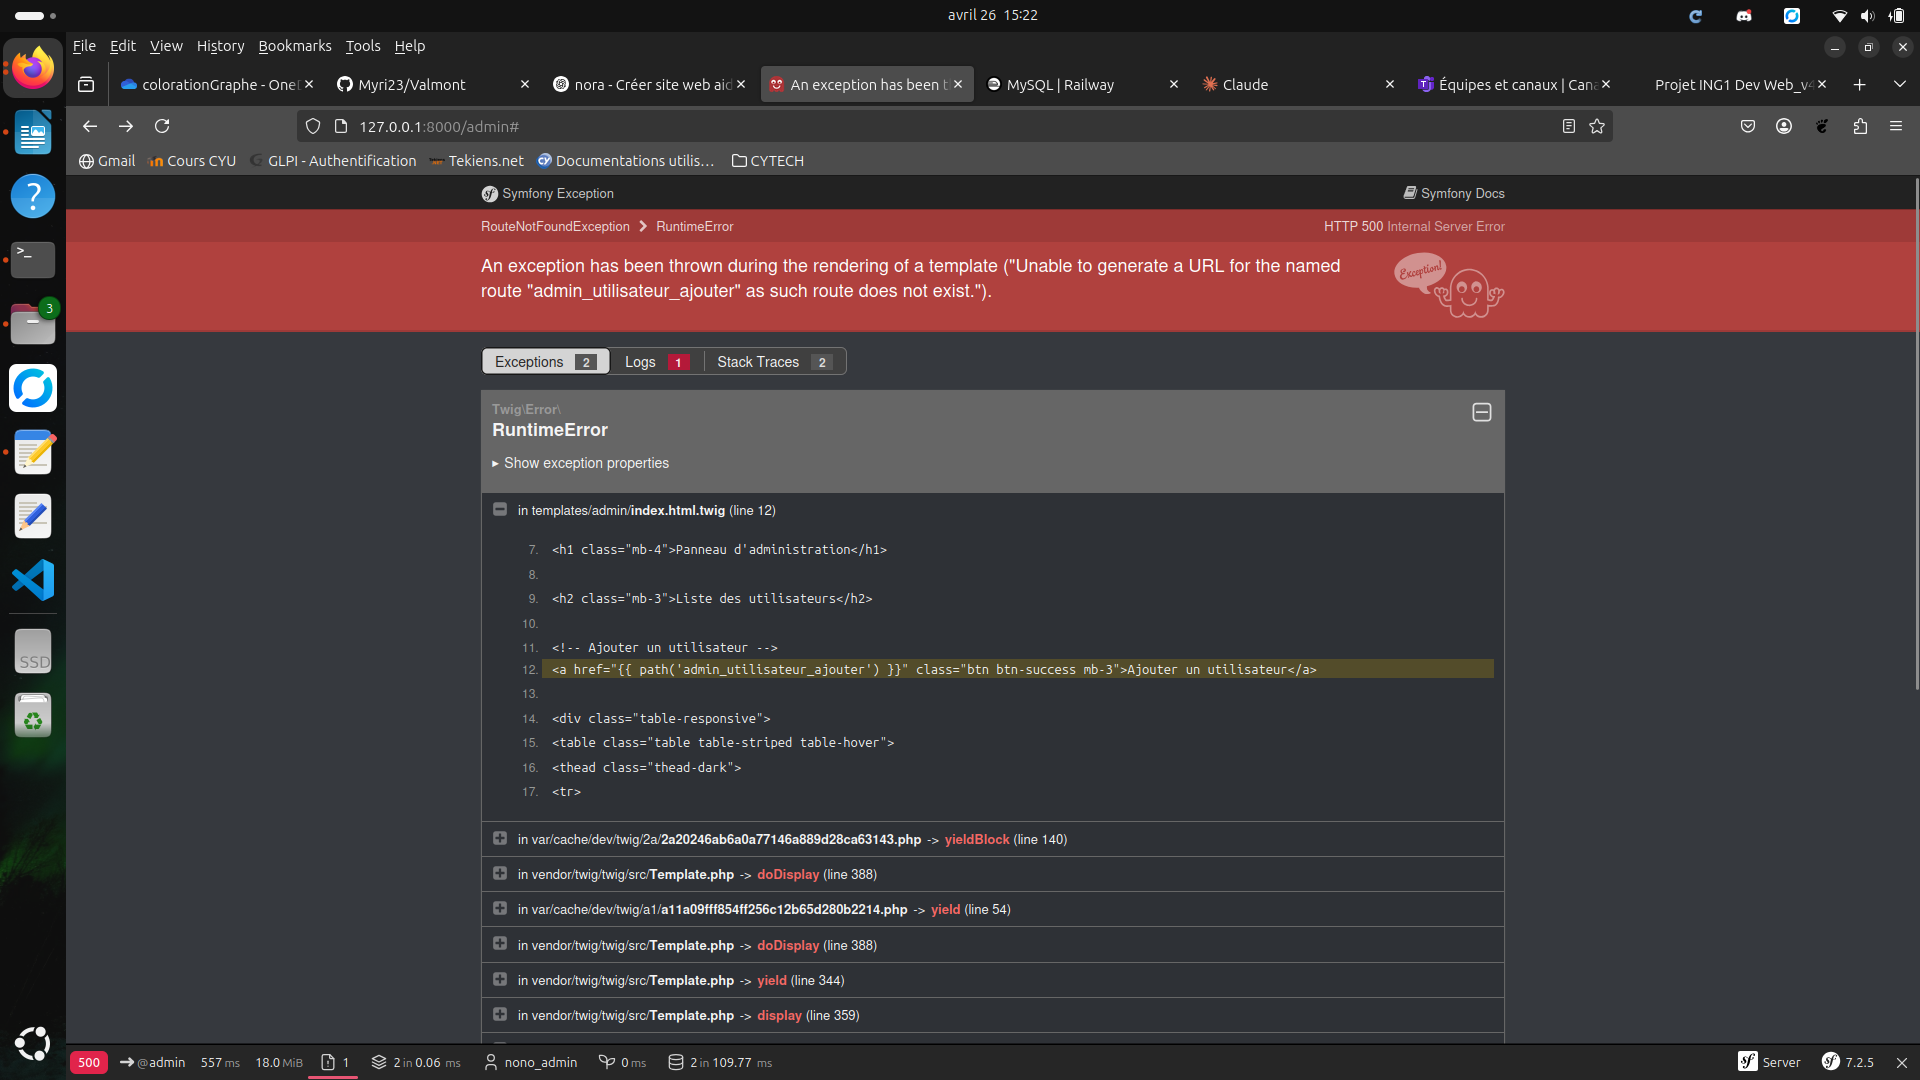 avril 26 15:22
File Edit View History Bookmarks Tools Help
colorationGraphe - OneD
Myri23/Valmont
nora - Créer site web aid
An exception has been t
MySQL | Railway
Claude
Équipes et canaux | Cana
Projet ING1 Dev Web_v4
127.0.0.1:8000/admin#
Gmail
Cours CYU
GLPI - Authentification
Tekiens.net
Documentations utilis…
CYTECH
Symfony Exception
Symfony Docs
RouteNotFoundException RuntimeError
HTTP 500 Internal Server Error
An exception has been thrown during the rendering of a template ("Unable to generate a URL for the named
route "admin_utilisateur_ajouter" as such route does not exist.").
Exception!
Exceptions 2 Logs 1 Stack Traces 2
Twig\Error\
RuntimeError
Show exception properties
in templates/admin/index.html.twig (line 12)
7. <h1 class="mb-4">Panneau d'administration</h1>
8.
9. <h2 class="mb-3">Liste des utilisateurs</h2>
10.
11. <!-- Ajouter un utilisateur -->
12. <a href="{{ path('admin_utilisateur_ajouter') }}" class="btn btn-success mb-3">Ajouter un utilisateur</a>
13.
14. <div class="table-responsive">
15. <table class="table table-striped table-hover">
16. <thead class="thead-dark">
17. <tr>
in var/cache/dev/twig/2a/2a20246ab6a0a77146a889d28ca63143.php -> yieldBlock (line 140)
in vendor/twig/twig/src/Template.php -> doDisplay (line 388)
in var/cache/dev/twig/a1/a11a09fff854ff256c12b65d280b2214.php -> yield (line 54)
in vendor/twig/twig/src/Template.php -> doDisplay (line 388)
in vendor/twig/twig/src/Template.php -> yield (line 344)
in vendor/twig/twig/src/Template.php -> display (line 359)
3
SSD
500 @admin 557 ms 18.0 MiB 1 2 in 0.06 ms nono_admin 0 ms 2 in 109.77 ms
Server 7.2.5